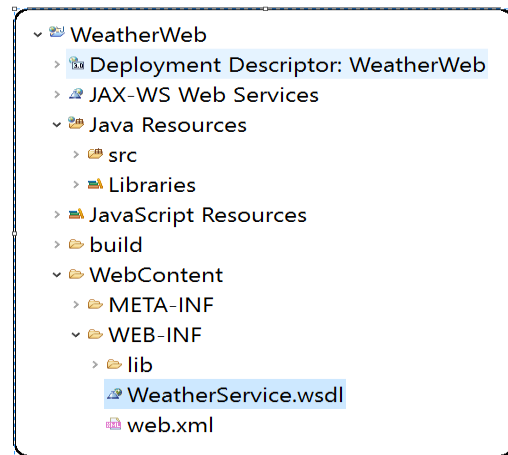 WeatherWeb
Deployment Descriptor: WeatherWeb
JAX-WS Web Services
Java Resources
src
Libraries
JavaScript Resources
build
WebContent
META-INF
WEB-INF
lib
WeatherService.wsdl
web.xml